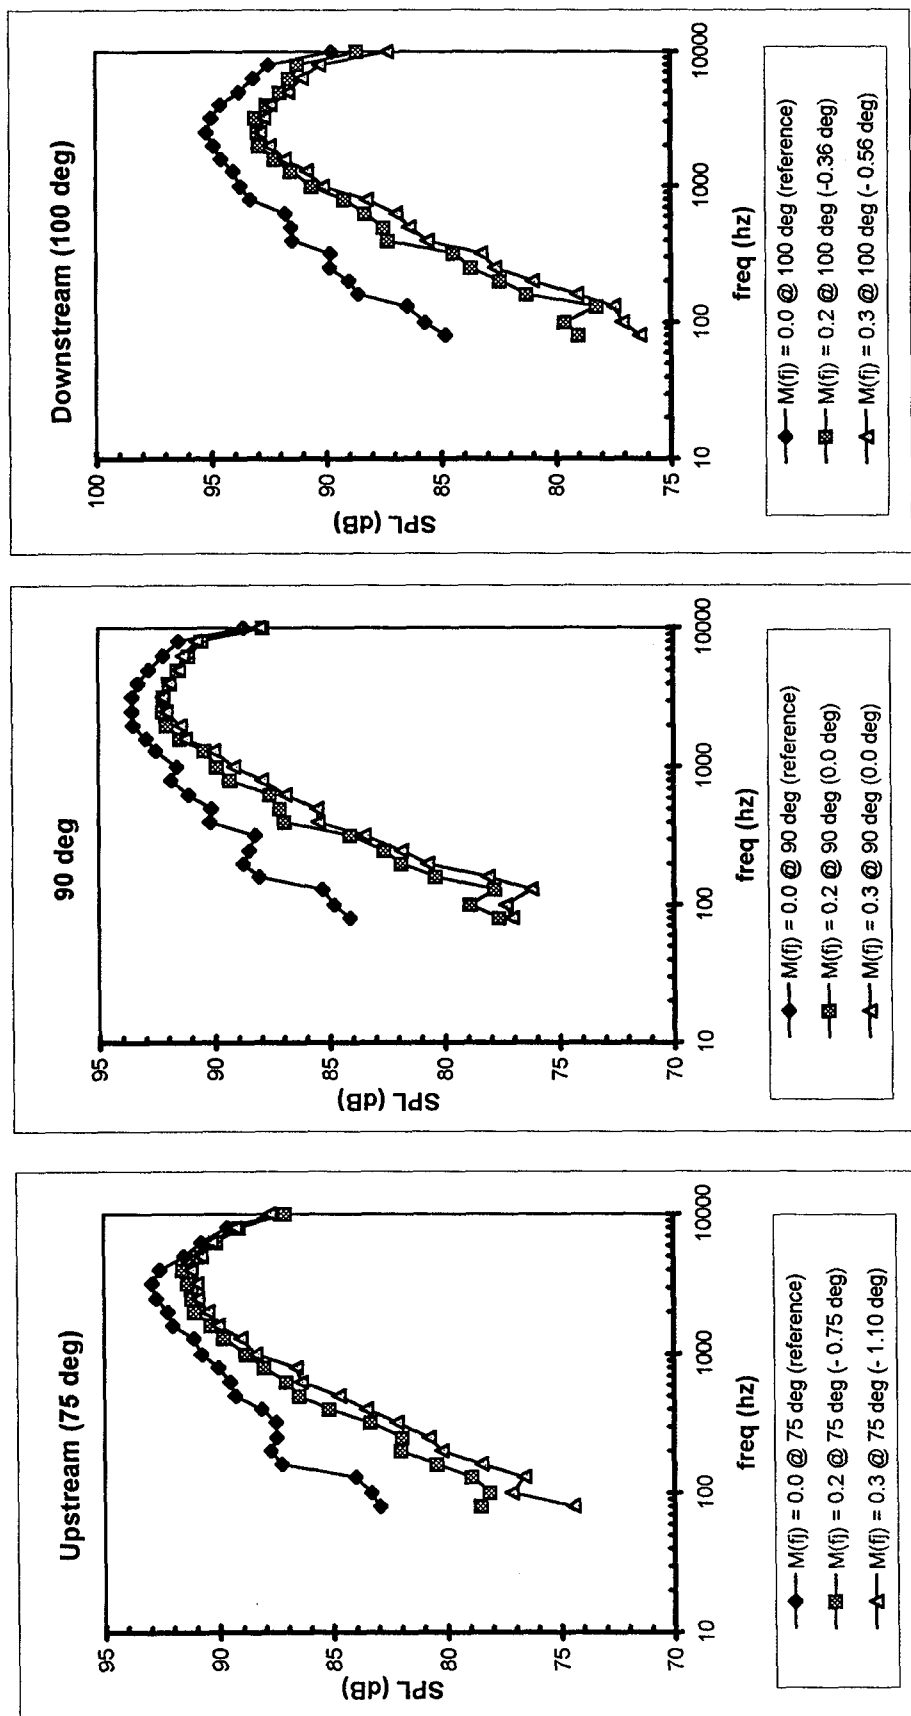 Upstream (75 deg)
95
90
85
80
75
70
SPL (dB)
10
100
1000
10000
freq (hz)
M(fj) = 0.0 @ 75 deg (reference)
M(fj) = 0.2 @ 75 deg (- 0.75 deg)
M(fj) = 0.3 @ 75 deg (- 1.10 deg)
90 deg
95
90
85
80
75
70
SPL (dB)
10
100
1000
10000
freq (hz)
M(fj) = 0.0 @ 90 deg (reference)
M(fj) = 0.2 @ 90 deg (0.0 deg)
M(fj) = 0.3 @ 90 deg (0.0 deg)
Downstream (100 deg)
100
95
90
85
80
75
SPL (dB)
10
100
1000
10000
freq (hz)
M(fj) = 0.0 @ 100 deg (reference)
M(fj) = 0.2 @ 100 deg (-0.36 deg)
M(fj) = 0.3 @ 100 deg (- 0.56 deg)